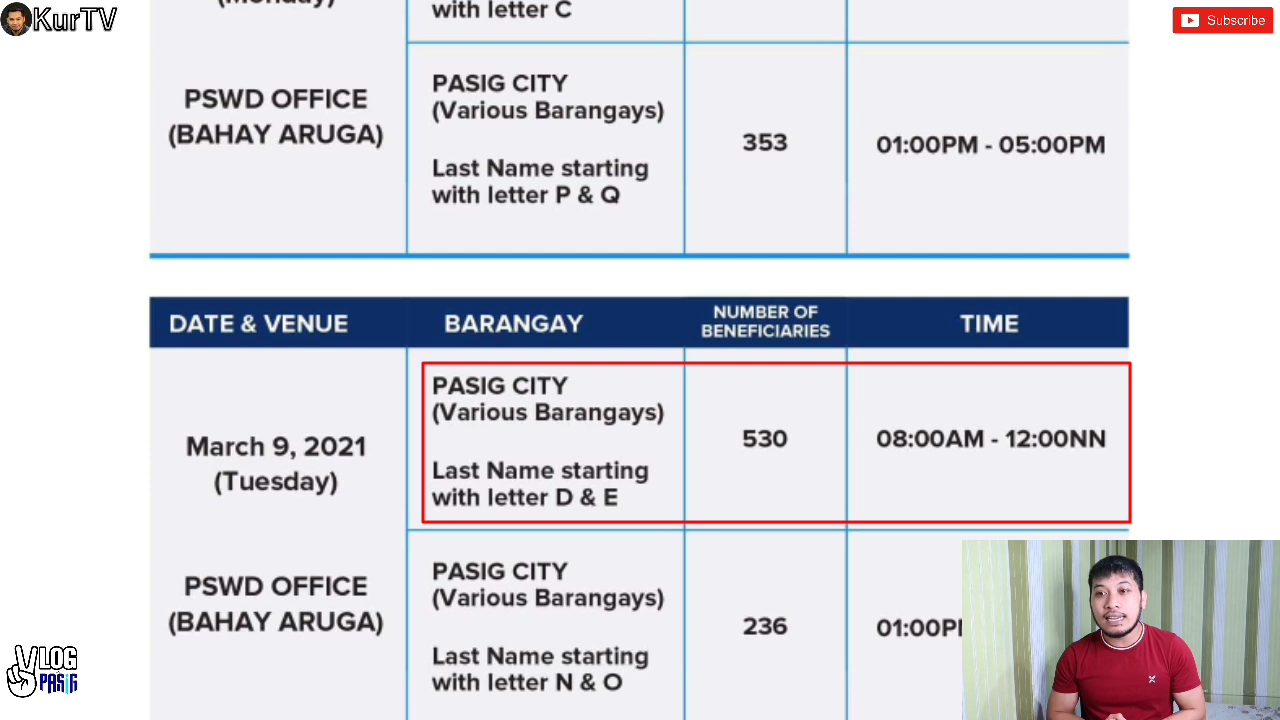 KurTV
Subscribe
(Monday)
with letter C
PSWD OFFICE
(BAHAY ARUGA)
PASIG CITY
(Various Barangays)
Last Name starting
with letter P & Q
353
01:00PM - 05:00PM
DATE & VENUE
BARANGAY
NUMBER OF
BENEFICIARIES
TIME
March 9, 2021
(Tuesday)
PASIG CITY
(Various Barangays)
Last Name starting
with letter D & E
530
08:00AM - 12:00NN
PSWD OFFICE
(BAHAY ARUGA)
PASIG CITY
(Various Barangays)
Last Name starting
with letter N & O
236
01:00P
VLOG
PASIG